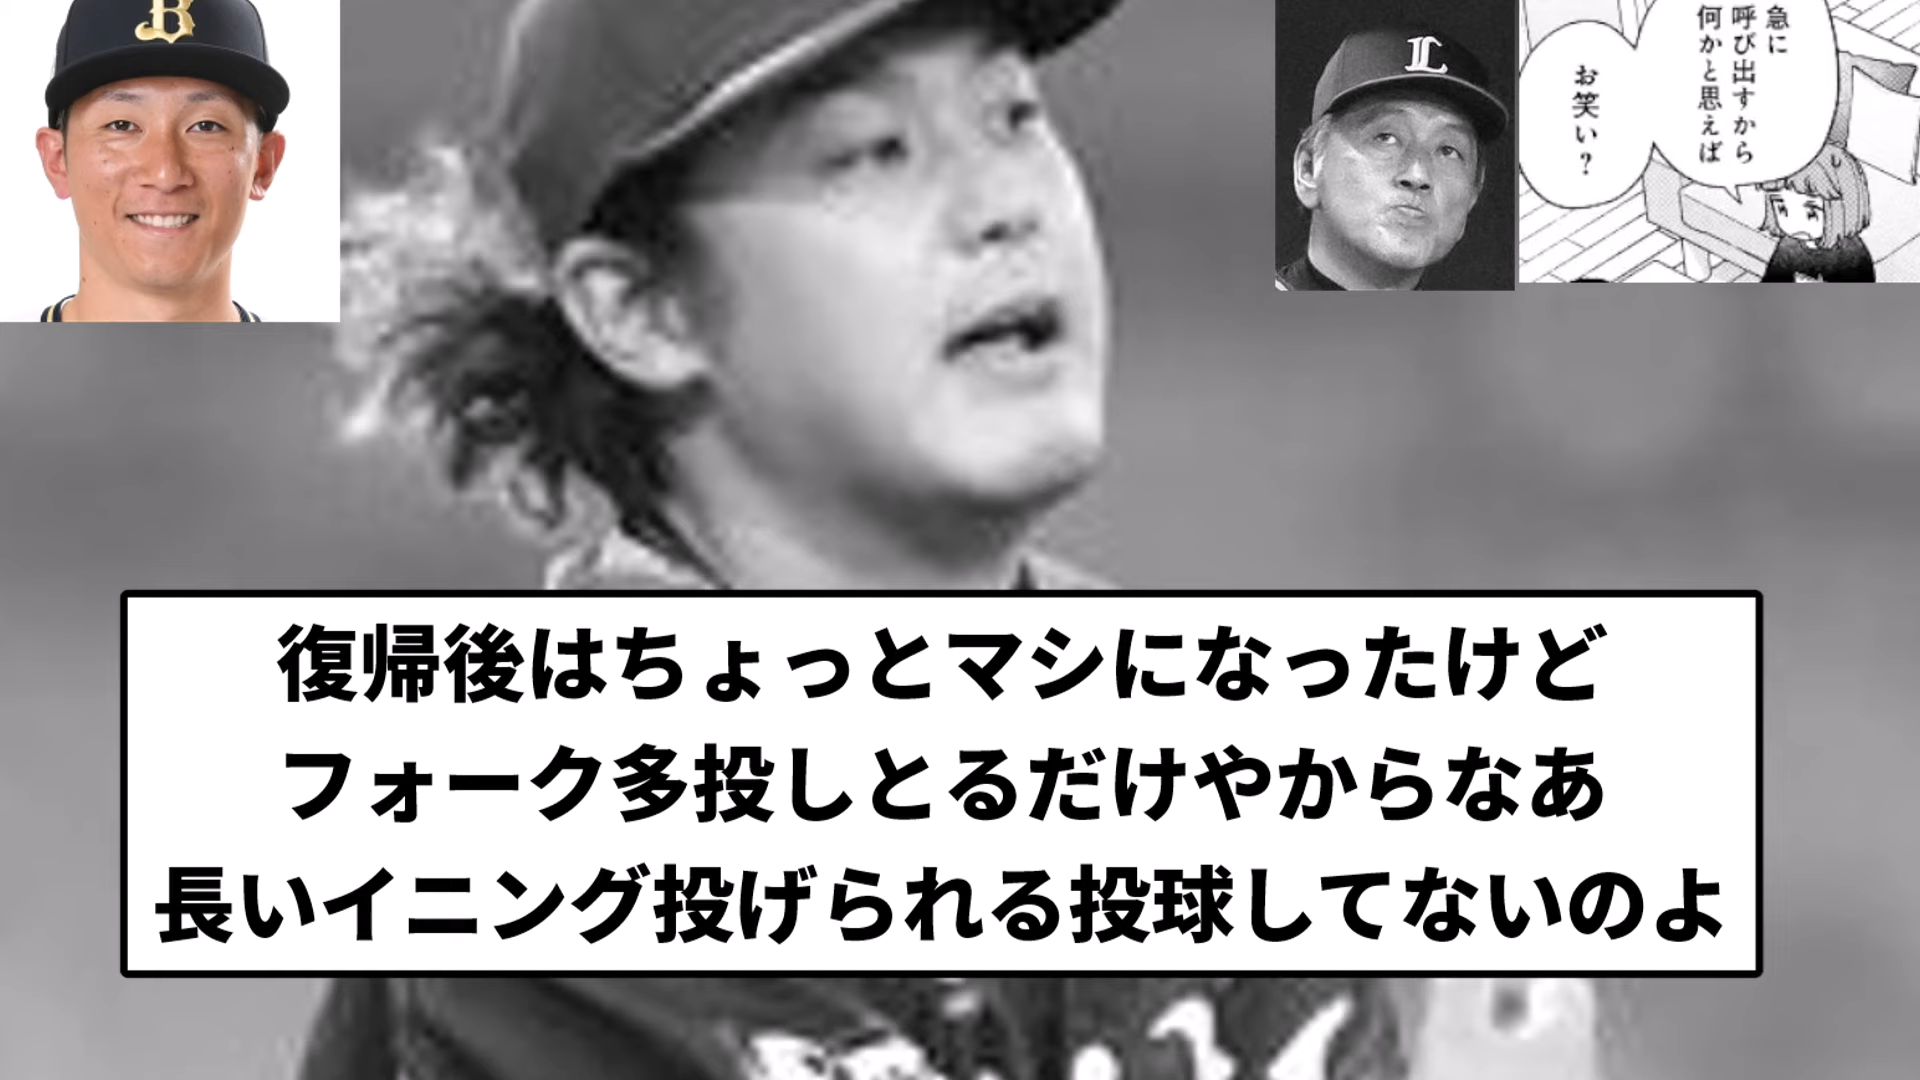 急に
呼び出すから
何かと思えば
お笑い?
復帰後はちょっとマシになったけど
フォーク多投しとるだけやからなあ
長いイニング投げられる投球してないのよ